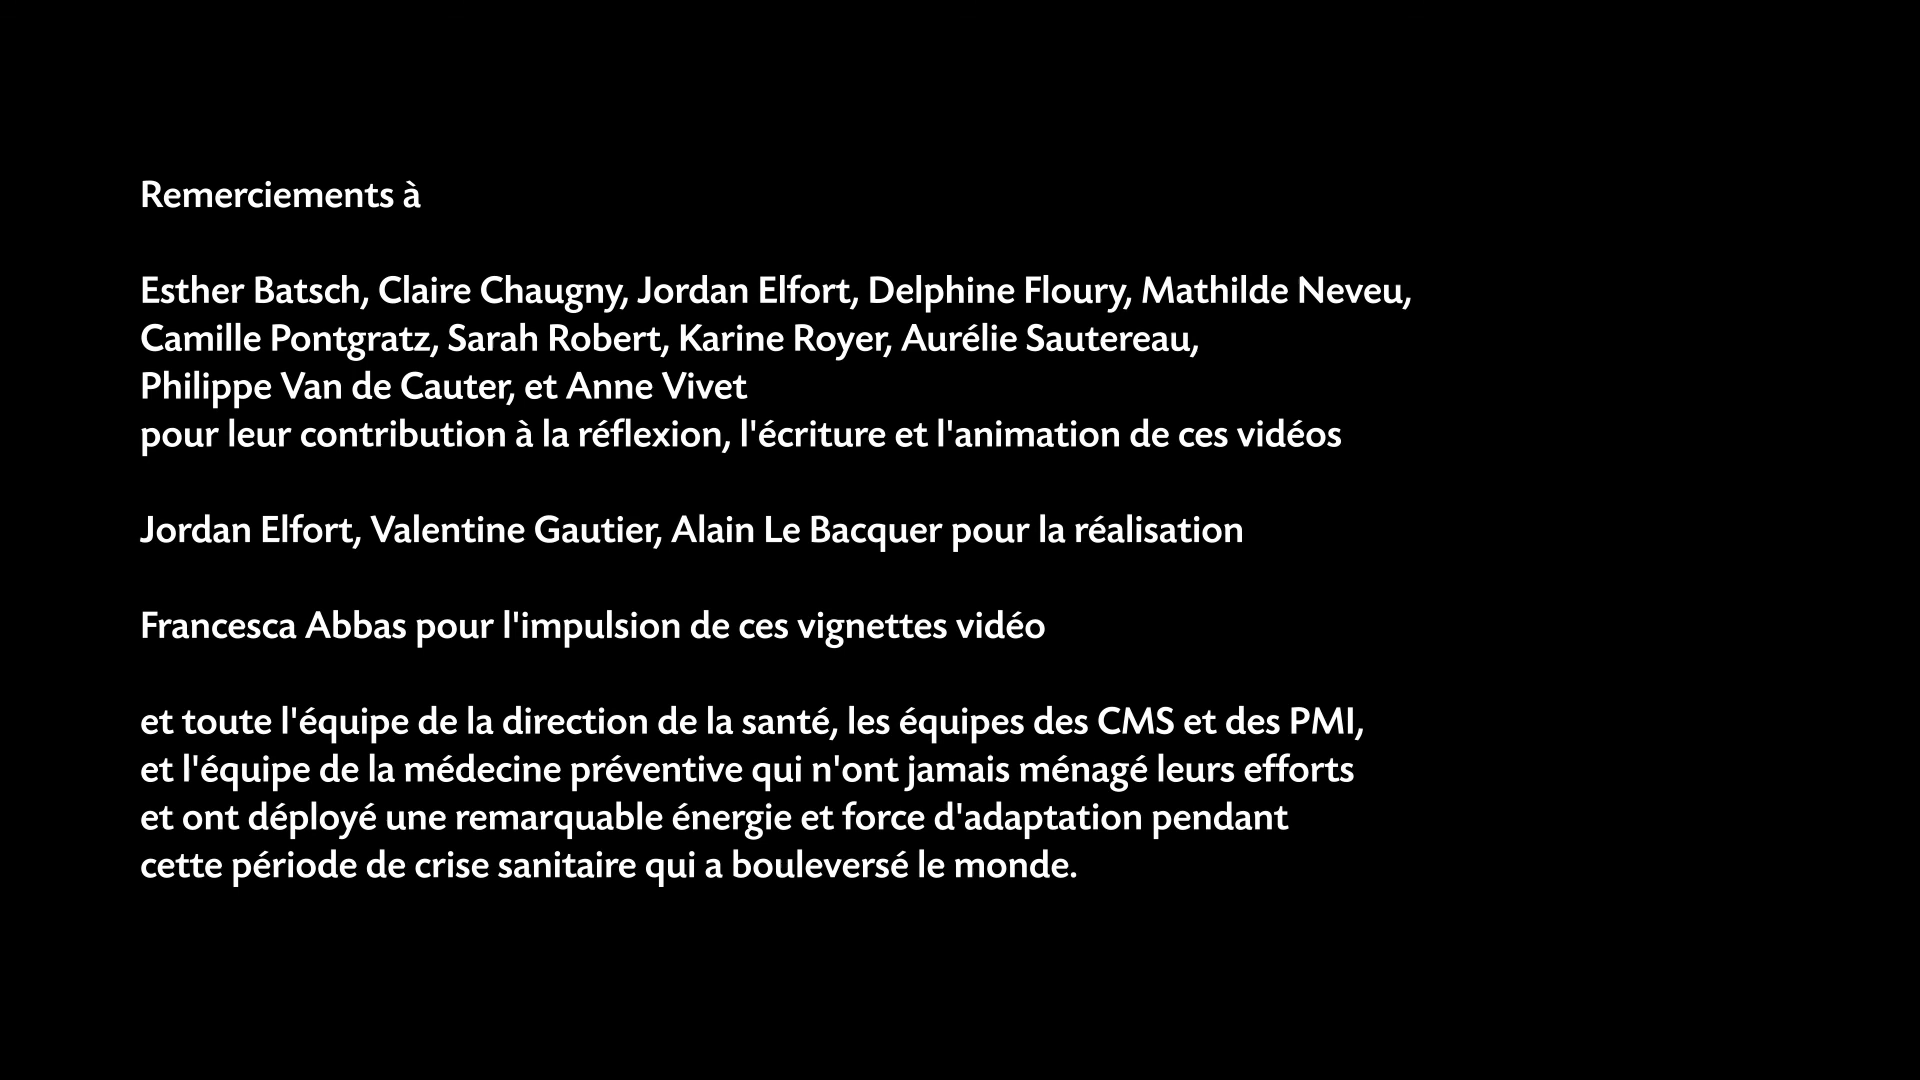 Remerciements à
Esther Batsch, Claire Chaugny, Jordan Elfort, Delphine Floury, Mathilde Neveu,
Camille Pontgratz, Sarah Robert, Karine Royer, Aurélie Sautereau,
Philippe Van de Cauter, et Anne Vivet
pour leur contribution à la réflexion, l'écriture et l'animation de ces vidéos
Jordan Elfort, Valentine Gautier, Alain Le Bacquer pour la réalisation
Francesca Abbas pour l'impulsion de ces vignettes vidéo
et toute l'équipe de la direction de la santé, les équipes des CMS et des PMI,
et l'équipe de la médecine préventive qui n'ont jamais ménagé leurs efforts
et ont déployé une remarquable énergie et force d'adaptation pendant
cette période de crise sanitaire qui a bouleversé le monde.